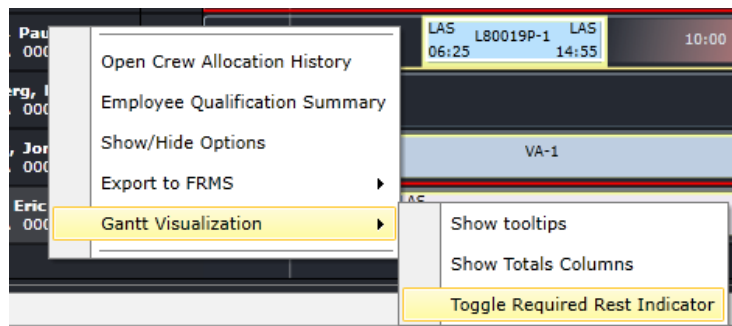 Pau
000
LAS L80019P-1 LAS
06:25 14:55
10:00
Open Crew Allocation History
erg,
000
Employee Qualification Summary
, Jon
000
Show/Hide Options
VA-1
Export to FRMS
Eric
000
Gantt Visualization
Show tooltips
Show Totals Columns
Toggle Required Rest Indicator